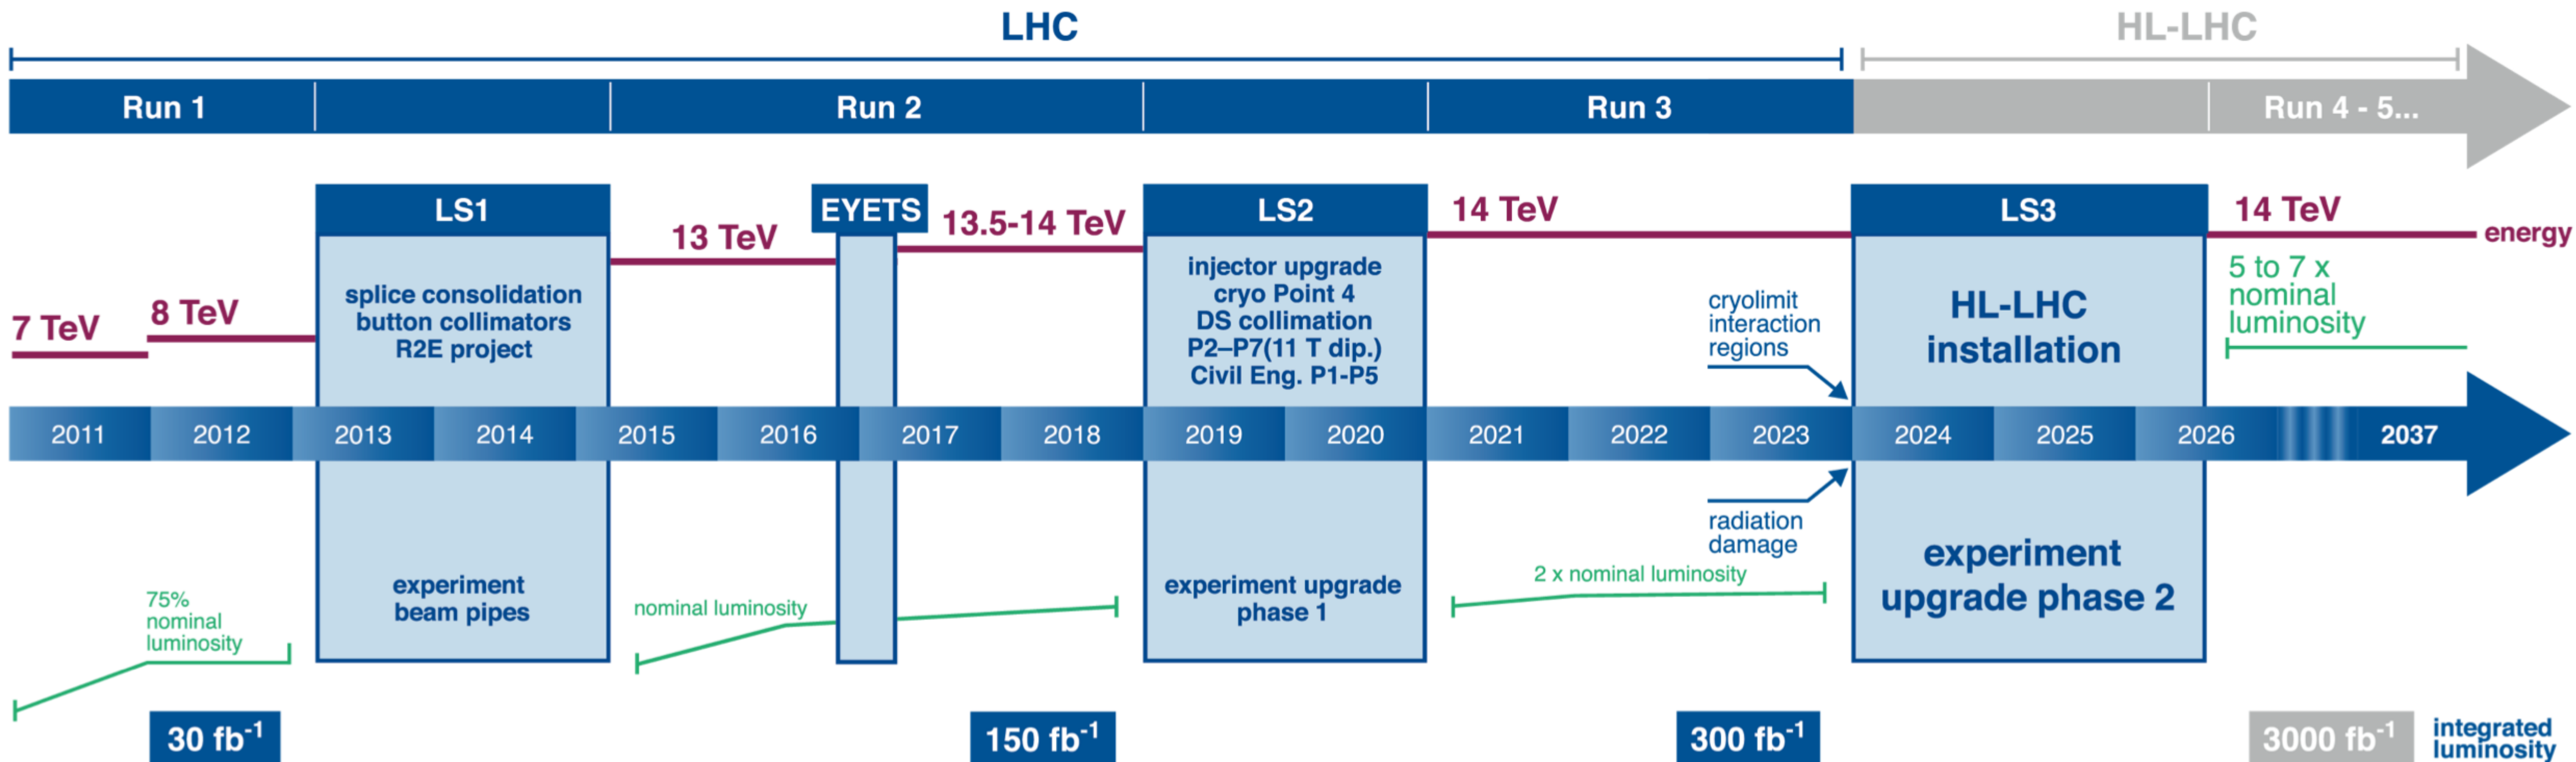 LHC
HL-LHC
Run 1
Run 2
Run 3
Run 4 - 5...
LS1
EYETS
LS2
LS3
7 TeV
8 TeV
13 TeV
13.5-14 TeV
14 TeV
14 TeV
energy
splice consolidation
button collimators
R2E project
injector upgrade
cryo Point 4
DS collimation
P2–P7(11 T dip.)
Civil Eng. P1-P5
cryolimit
interaction
regions
HL-LHC
installation
5 to 7 x
nominal
luminosity
2011
2012
2013
2014
2015
2016
2017
2018
2019
2020
2021
2022
2023
2024
2025
2026
2037
radiation
damage
75%
nominal
luminosity
experiment
beam pipes
nominal luminosity
experiment upgrade
phase 1
2 x nominal luminosity
experiment
upgrade phase 2
30 fb-1
150 fb-1
300 fb-1
3000 fb-1
integrated
luminosity